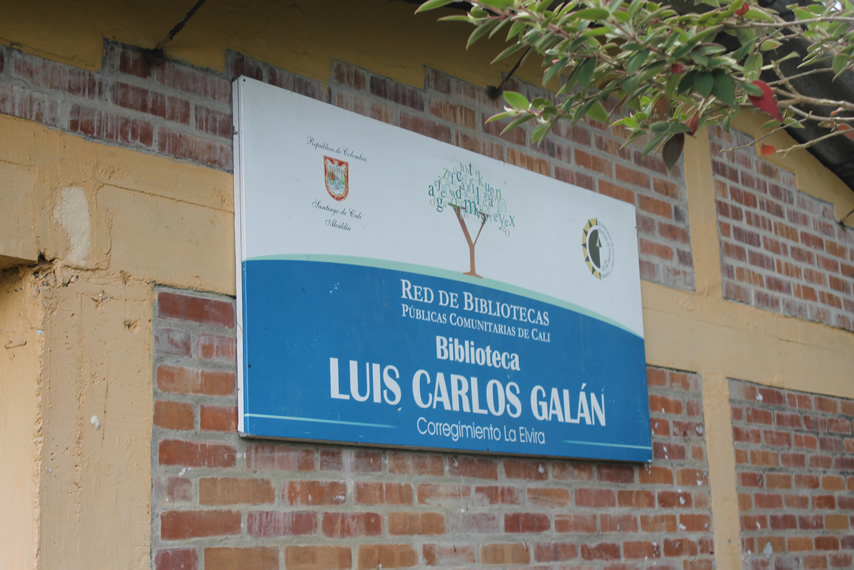 República de Colombia
Santiago de Cali
Alcaldía
RED DE BIBLIOTECAS
PÚBLICAS COMUNITARIAS DE CALI
Biblioteca
LUIS CARLOS GALÁN
Corregimiento La Elvira